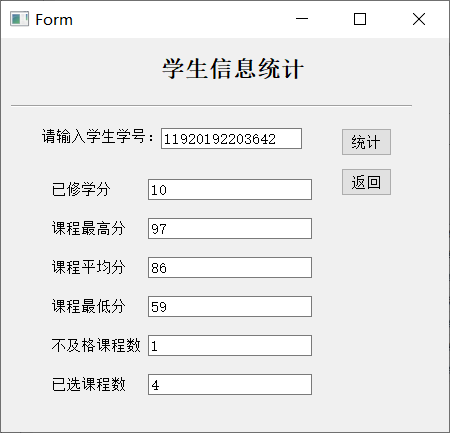 Form
学生信息统计
请输入学生学号： 11920192203642 统计
返回
已修学分 10
课程最高分 97
课程平均分 86
课程最低分 59
不及格课程数 1
已选课程数 4